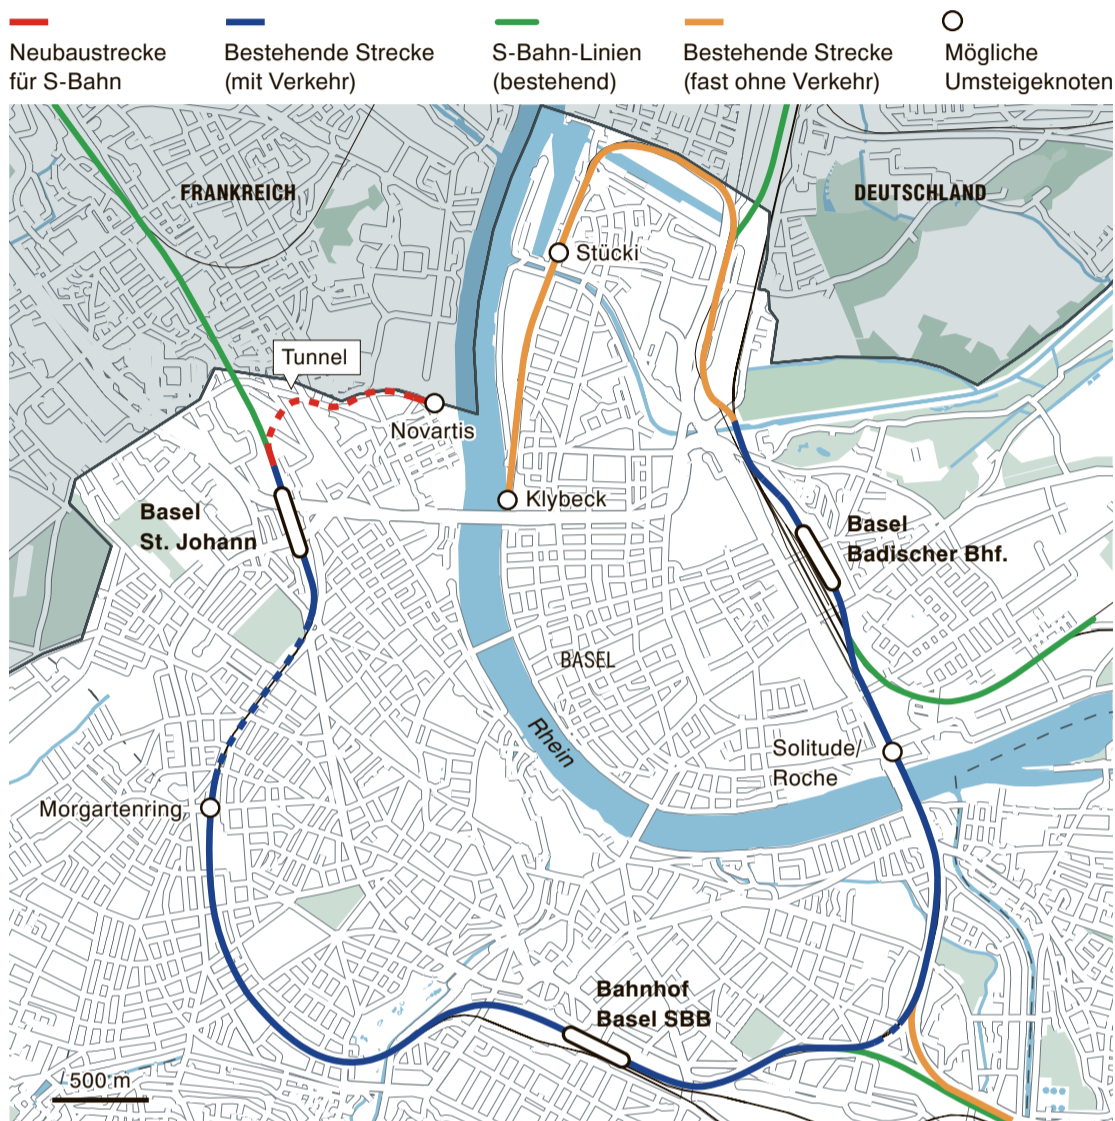 Neubaustrecke
für S-Bahn
Bestehende Strecke
(mit Verkehr)
S-Bahn-Linien
(bestehend)
Bestehende Strecke
(fast ohne Verkehr)
Mögliche
Umsteigeknoten
FRANKREICH
DEUTSCHLAND
Stücki
Tunnel
Novartis
Klybeck
Basel
St. Johann
Basel
Badischer Bhf.
BASEL
Rhein
Solitude/
Roche
Morgartenring
Bahnhof
Basel SBB
500 m